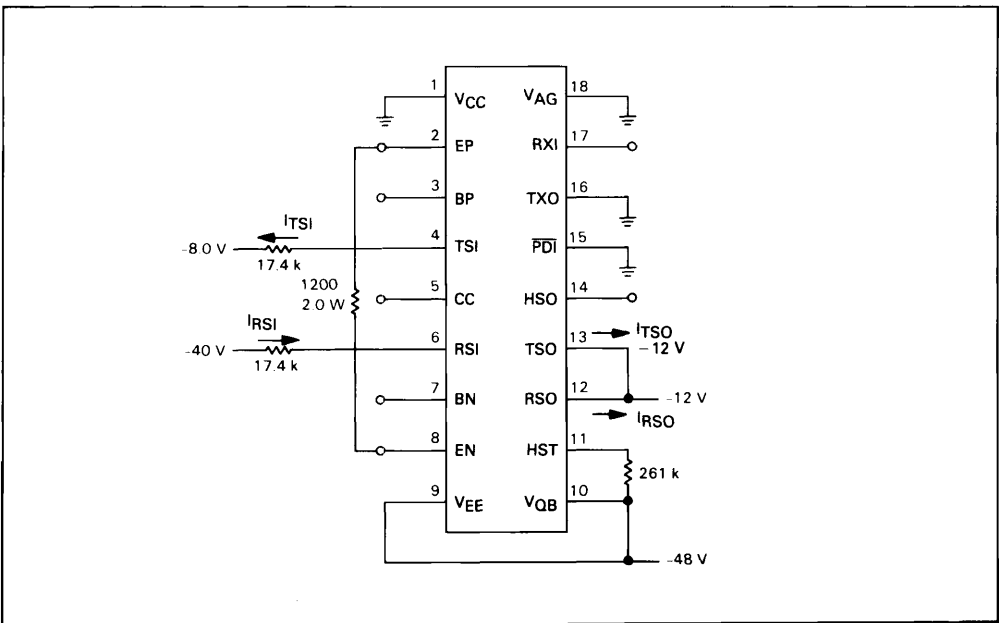 1 VCC VAG 18
2 EP RXI 17
3 BP TXO 16
ITSI
-8.0 V 17.4 k 4 TSI PDI 15
1200
2.0 W
5 CC HSO 14
IRSI
-40 V 17.4 k 6 RSI TSO 13 ITSO
-12 V
7 BN RSO 12 -12 V
IRSO
8 EN HST 11
261 k
9 VEE VQB 10
-48 V